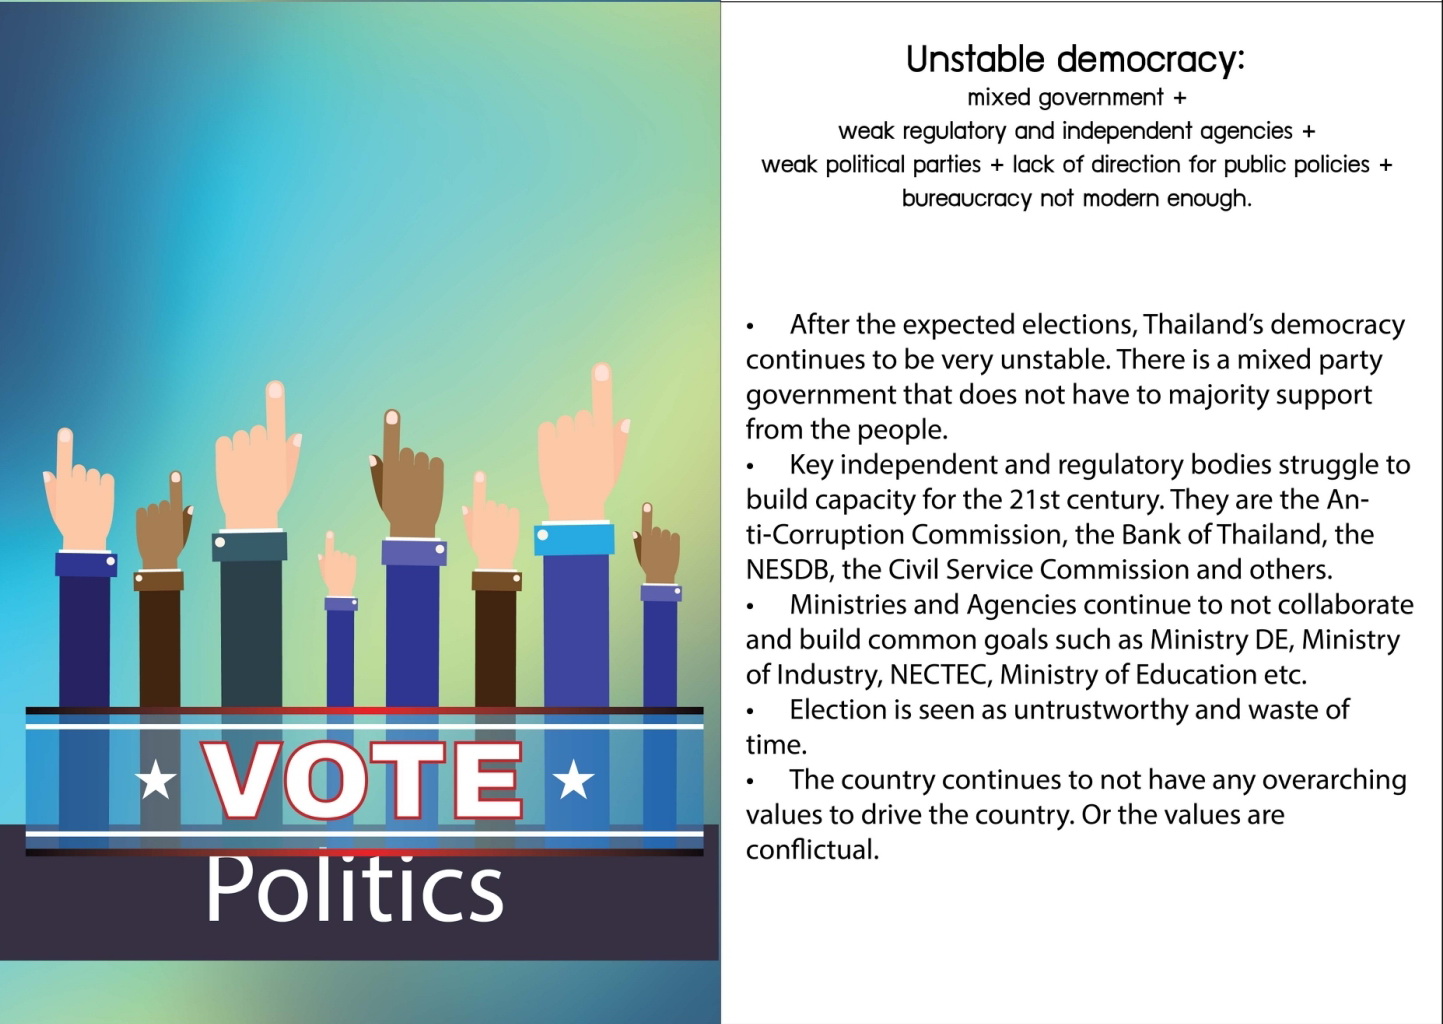 VOTE
Politics
Unstable democracy:
mixed government +
weak regulatory and independent agencies +
weak political parties + lack of direction for public policies +
bureaucracy not modern enough.
• After the expected elections, Thailand’s democracy
continues to be very unstable. There is a mixed party
government that does not have to majority support
from the people.
• Key independent and regulatory bodies struggle to
build capacity for the 21st century. They are the An-
ti-Corruption Commission, the Bank of Thailand, the
NESDB, the Civil Service Commission and others.
• Ministries and Agencies continue to not collaborate
and build common goals such as Ministry DE, Ministry
of Industry, NECTEC, Ministry of Education etc.
• Election is seen as untrustworthy and waste of
time.
• The country continues to not have any overarching
values to drive the country. Or the values are
conflictual.